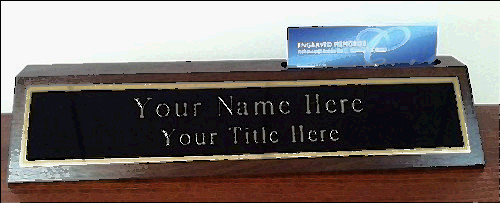 ENGRAVED MEMORIES
Your Name Here
Your Title Here